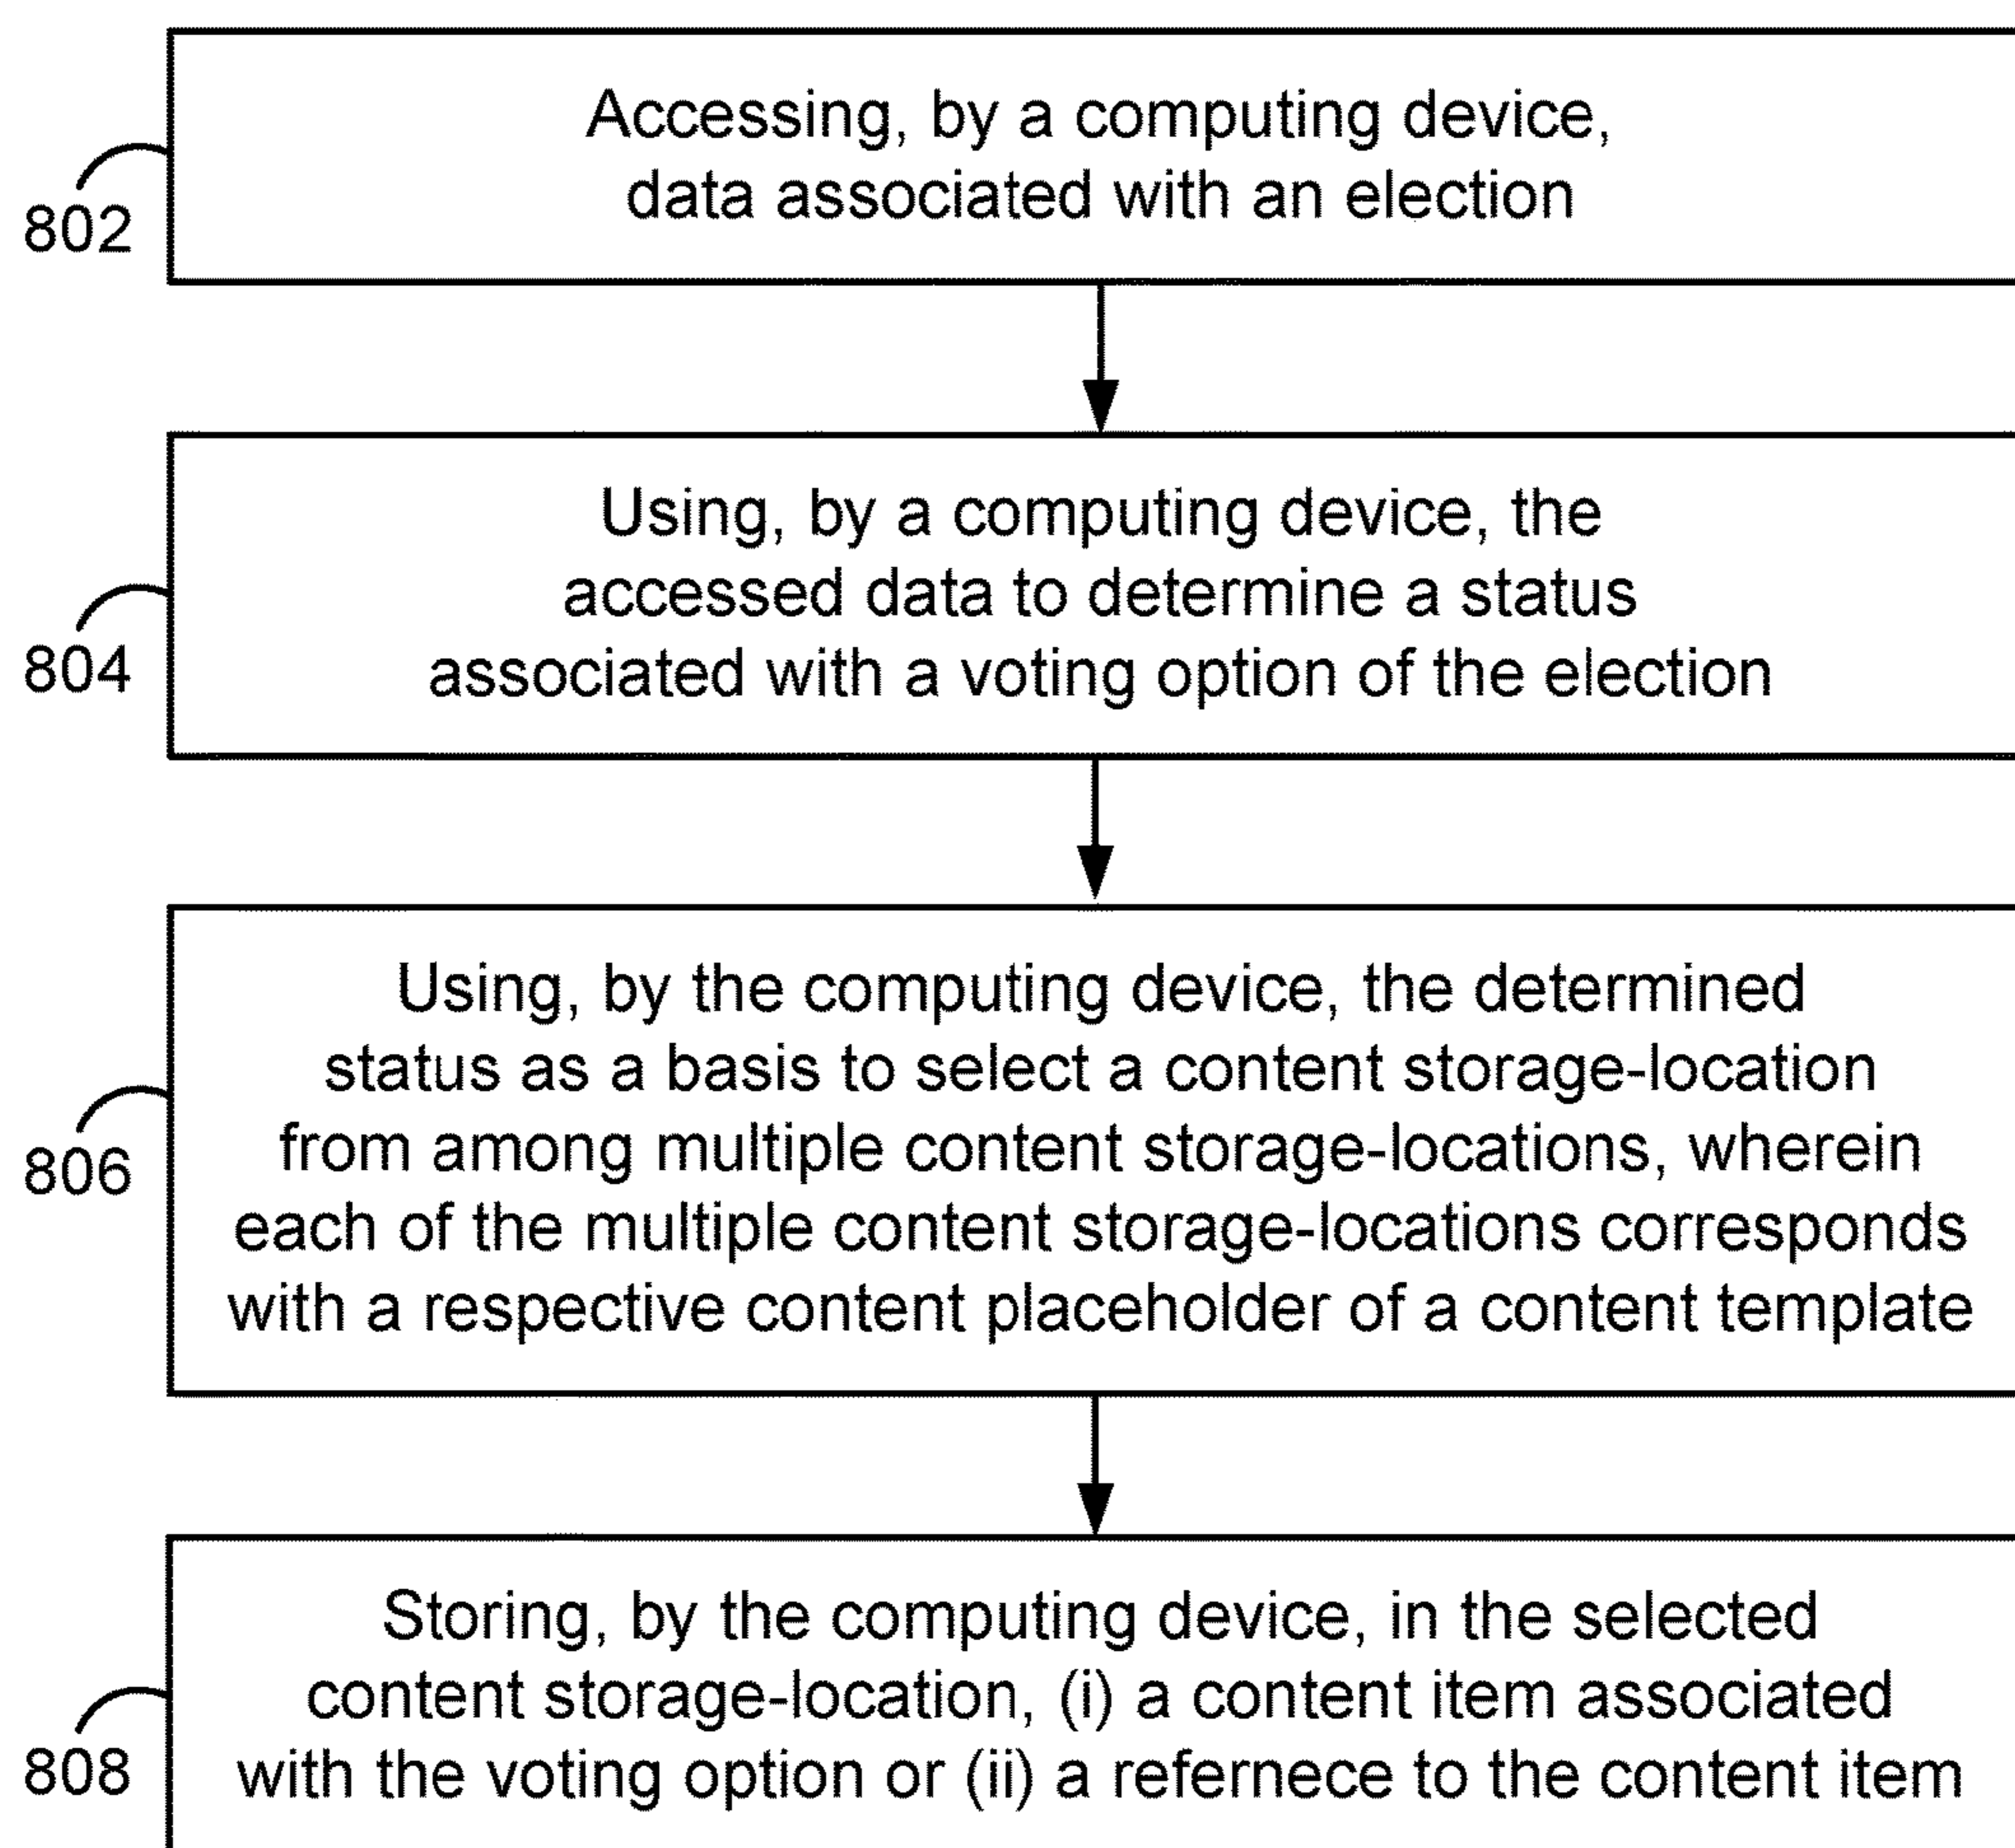 Accessing, by a computing device,
data associated with an election
802
Using, by a computing device, the
accessed data to determine a status
associated with a voting option of the election
804
Using, by the computing device, the determined
status as a basis to select a content storage-location
from among multiple content storage-locations, wherein
each of the multiple content storage-locations corresponds
with a respective content placeholder of a content template
806
Storing, by the computing device, in the selected
content storage-location, (i) a content item associated
with the voting option or (ii) a refernece to the content item
808